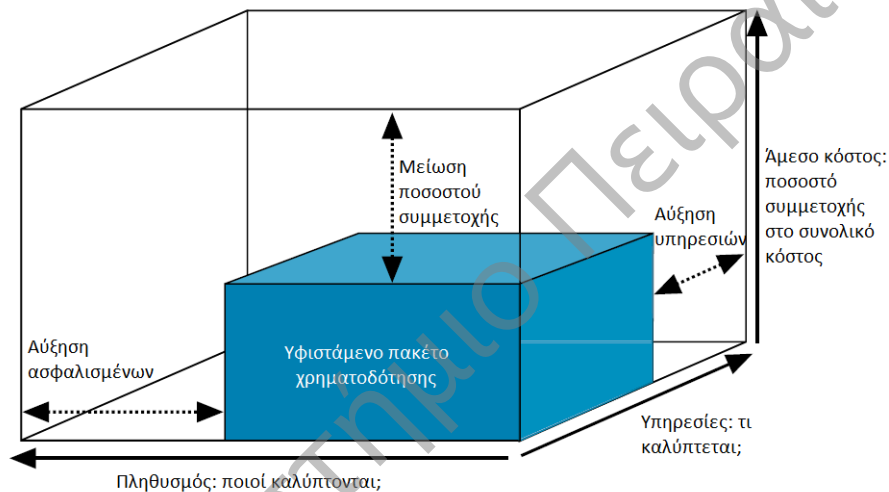 Μείωση
ποσοστού
συμμετοχής
Άμεσο κόστος:
ποσοστό
συμμετοχής
στο συνολικό
κόστος
Αύξηση
υπηρεσιών
Αύξηση
ασφαλισμένων
Υφιστάμενο πακέτο
χρηματοδότησης
Υπηρεσίες: τι
καλύπτεται;
Πληθυσμός: ποιοί καλύπτονται;